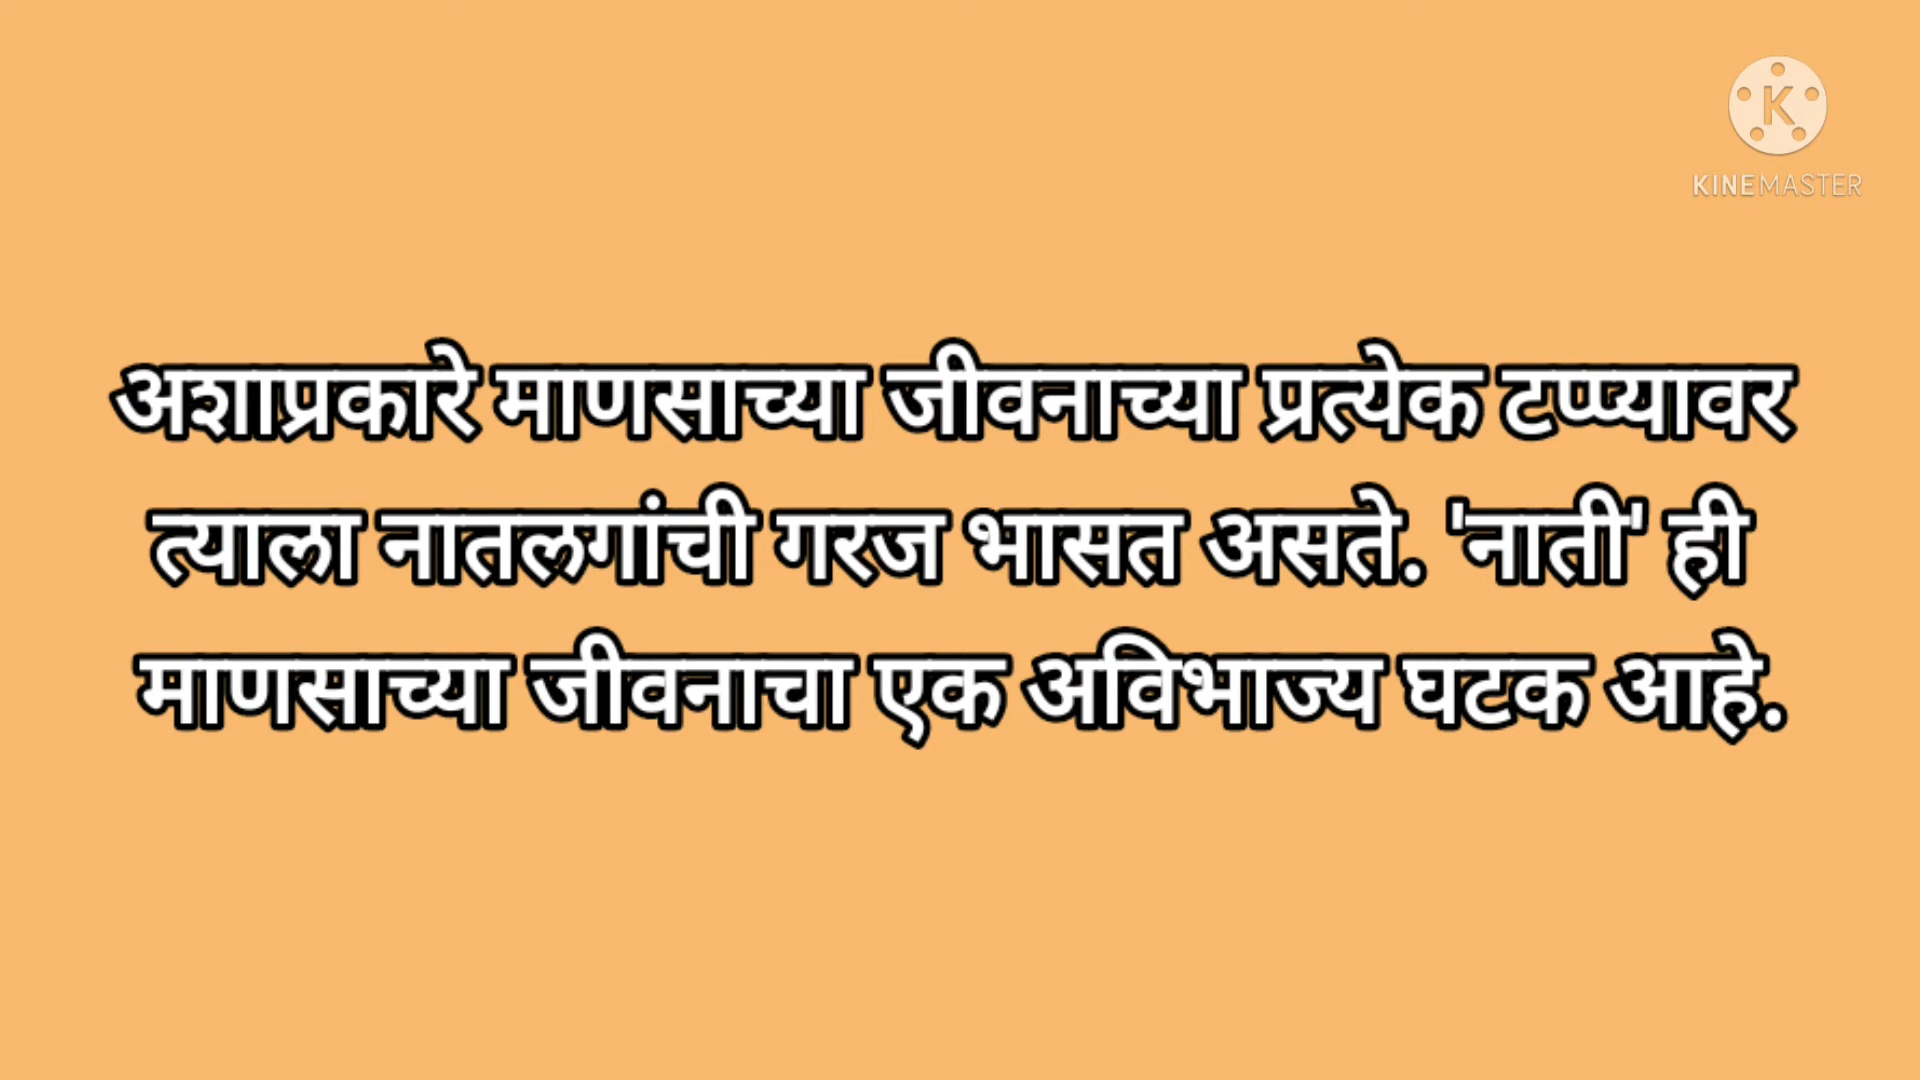 KINEMASTER
अशाप्रकारे माणसाच्या जीवनाच्या प्रत्येक टप्प्यावर
त्याला नातलगांची गरज भासत असते. 'नाती' ही
माणसाच्या जीवनाचा एक अविभाज्य घटक आहे.